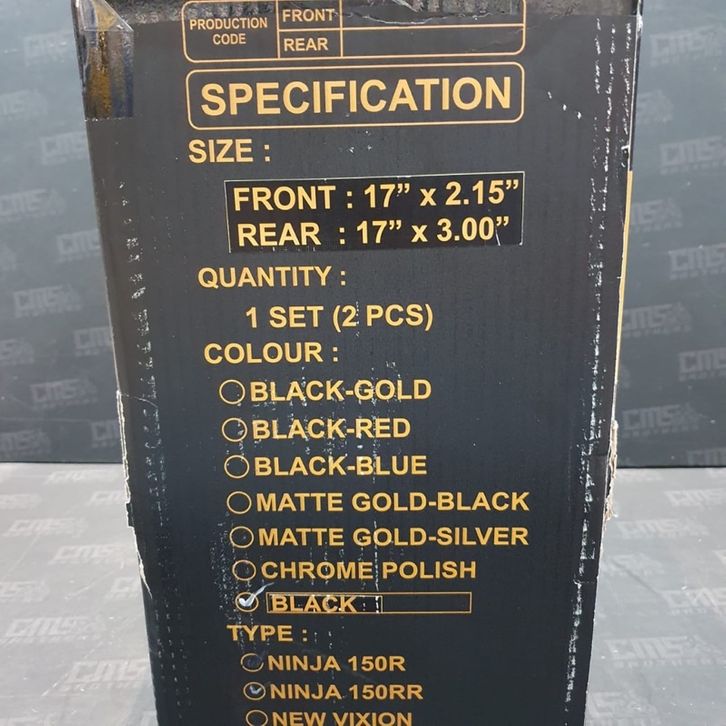 PRODUCTION CODE
FRONT
REAR
SPECIFICATION
SIZE :
FRONT : 17” x 2.15”
REAR : 17” x 3.00”
QUANTITY :
1 SET (2 PCS)
COLOUR :
BLACK-GOLD
BLACK-RED
BLACK-BLUE
MATTE GOLD-BLACK
MATTE GOLD-SILVER
CHROME POLISH
BLACK
TYPE :
NINJA 150R
NINJA 150RR
NEW VIXION